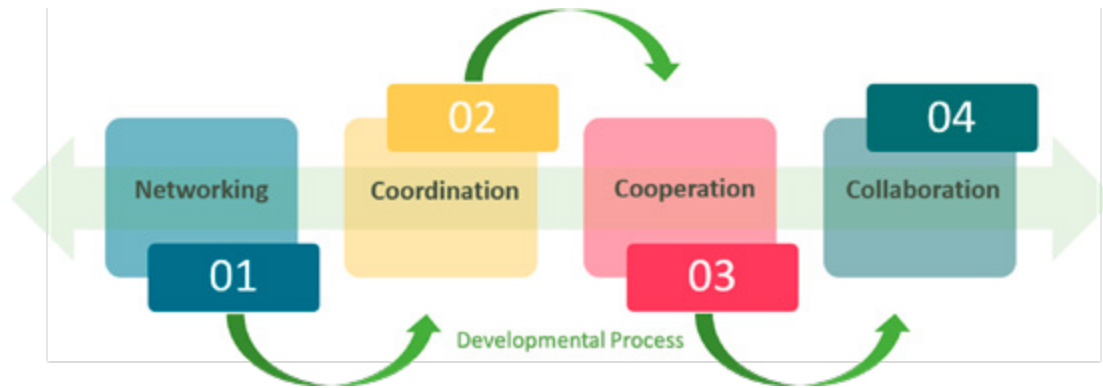 Networking
01
Coordination
02
Cooperation
03
Collaboration
04
Developmental Process